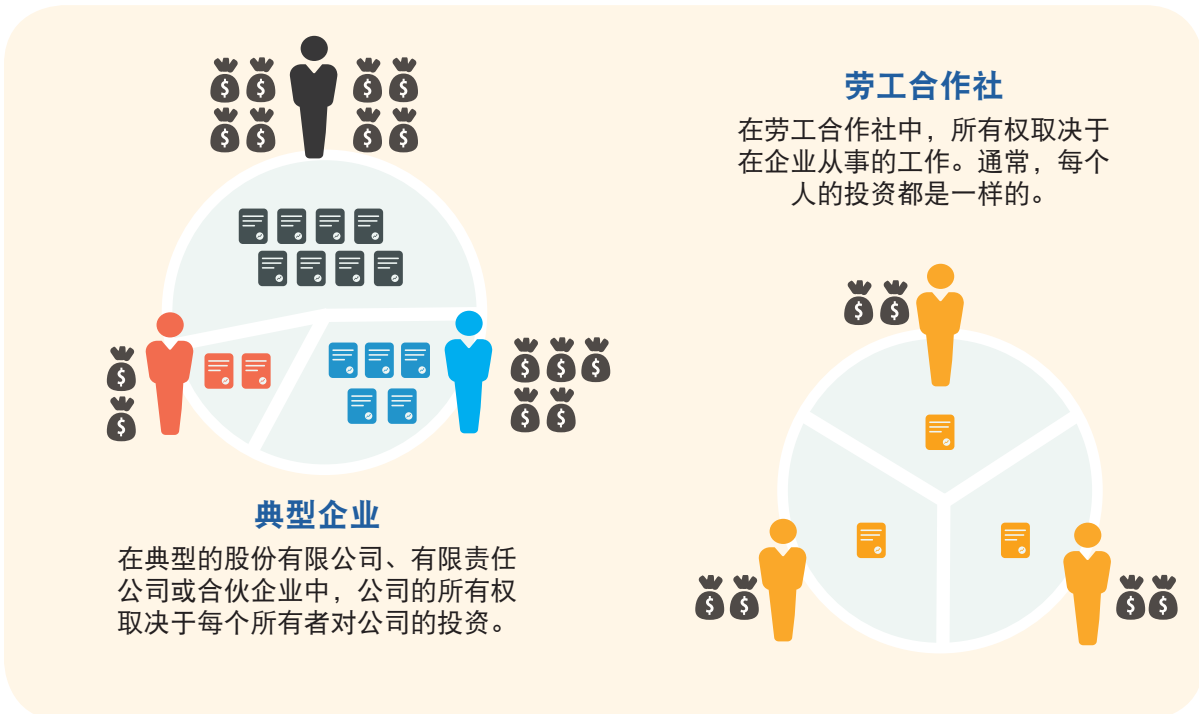 典型企业
在典型的股份有限公司、有限责任
公司或合伙企业中，公司的所有权
取决于每个所有者对公司的投资。
劳工合作社
在劳工合作社中，所有权取决于
在企业从事的工作。通常，每个
人的投资都是一样的。